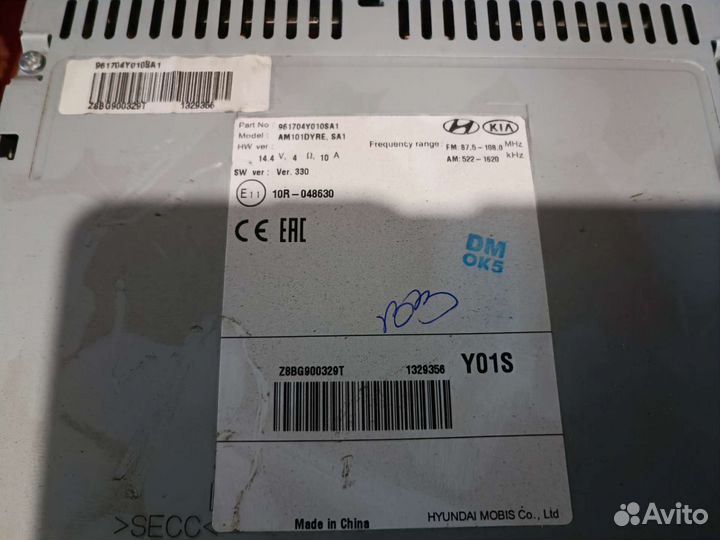 961704Y010SA1
Z8BG900329T 1329356
Part No : 961704Y010SA1
Model : AM101DYRE, SA1
HW ver :
14.4 V, 4 Ω, 10 A
SW ver : Ver. 330
KIA
Frequency range: FM: 87.5-108.0 MHz
AM: 522-1620 kHz
E11 10R-048630
CE EAC
DM
OK5
Z8BG900329T 1329356 Y01S
Made in China HYUNDAI MOBIS Co., Ltd
>SECC<
Avito